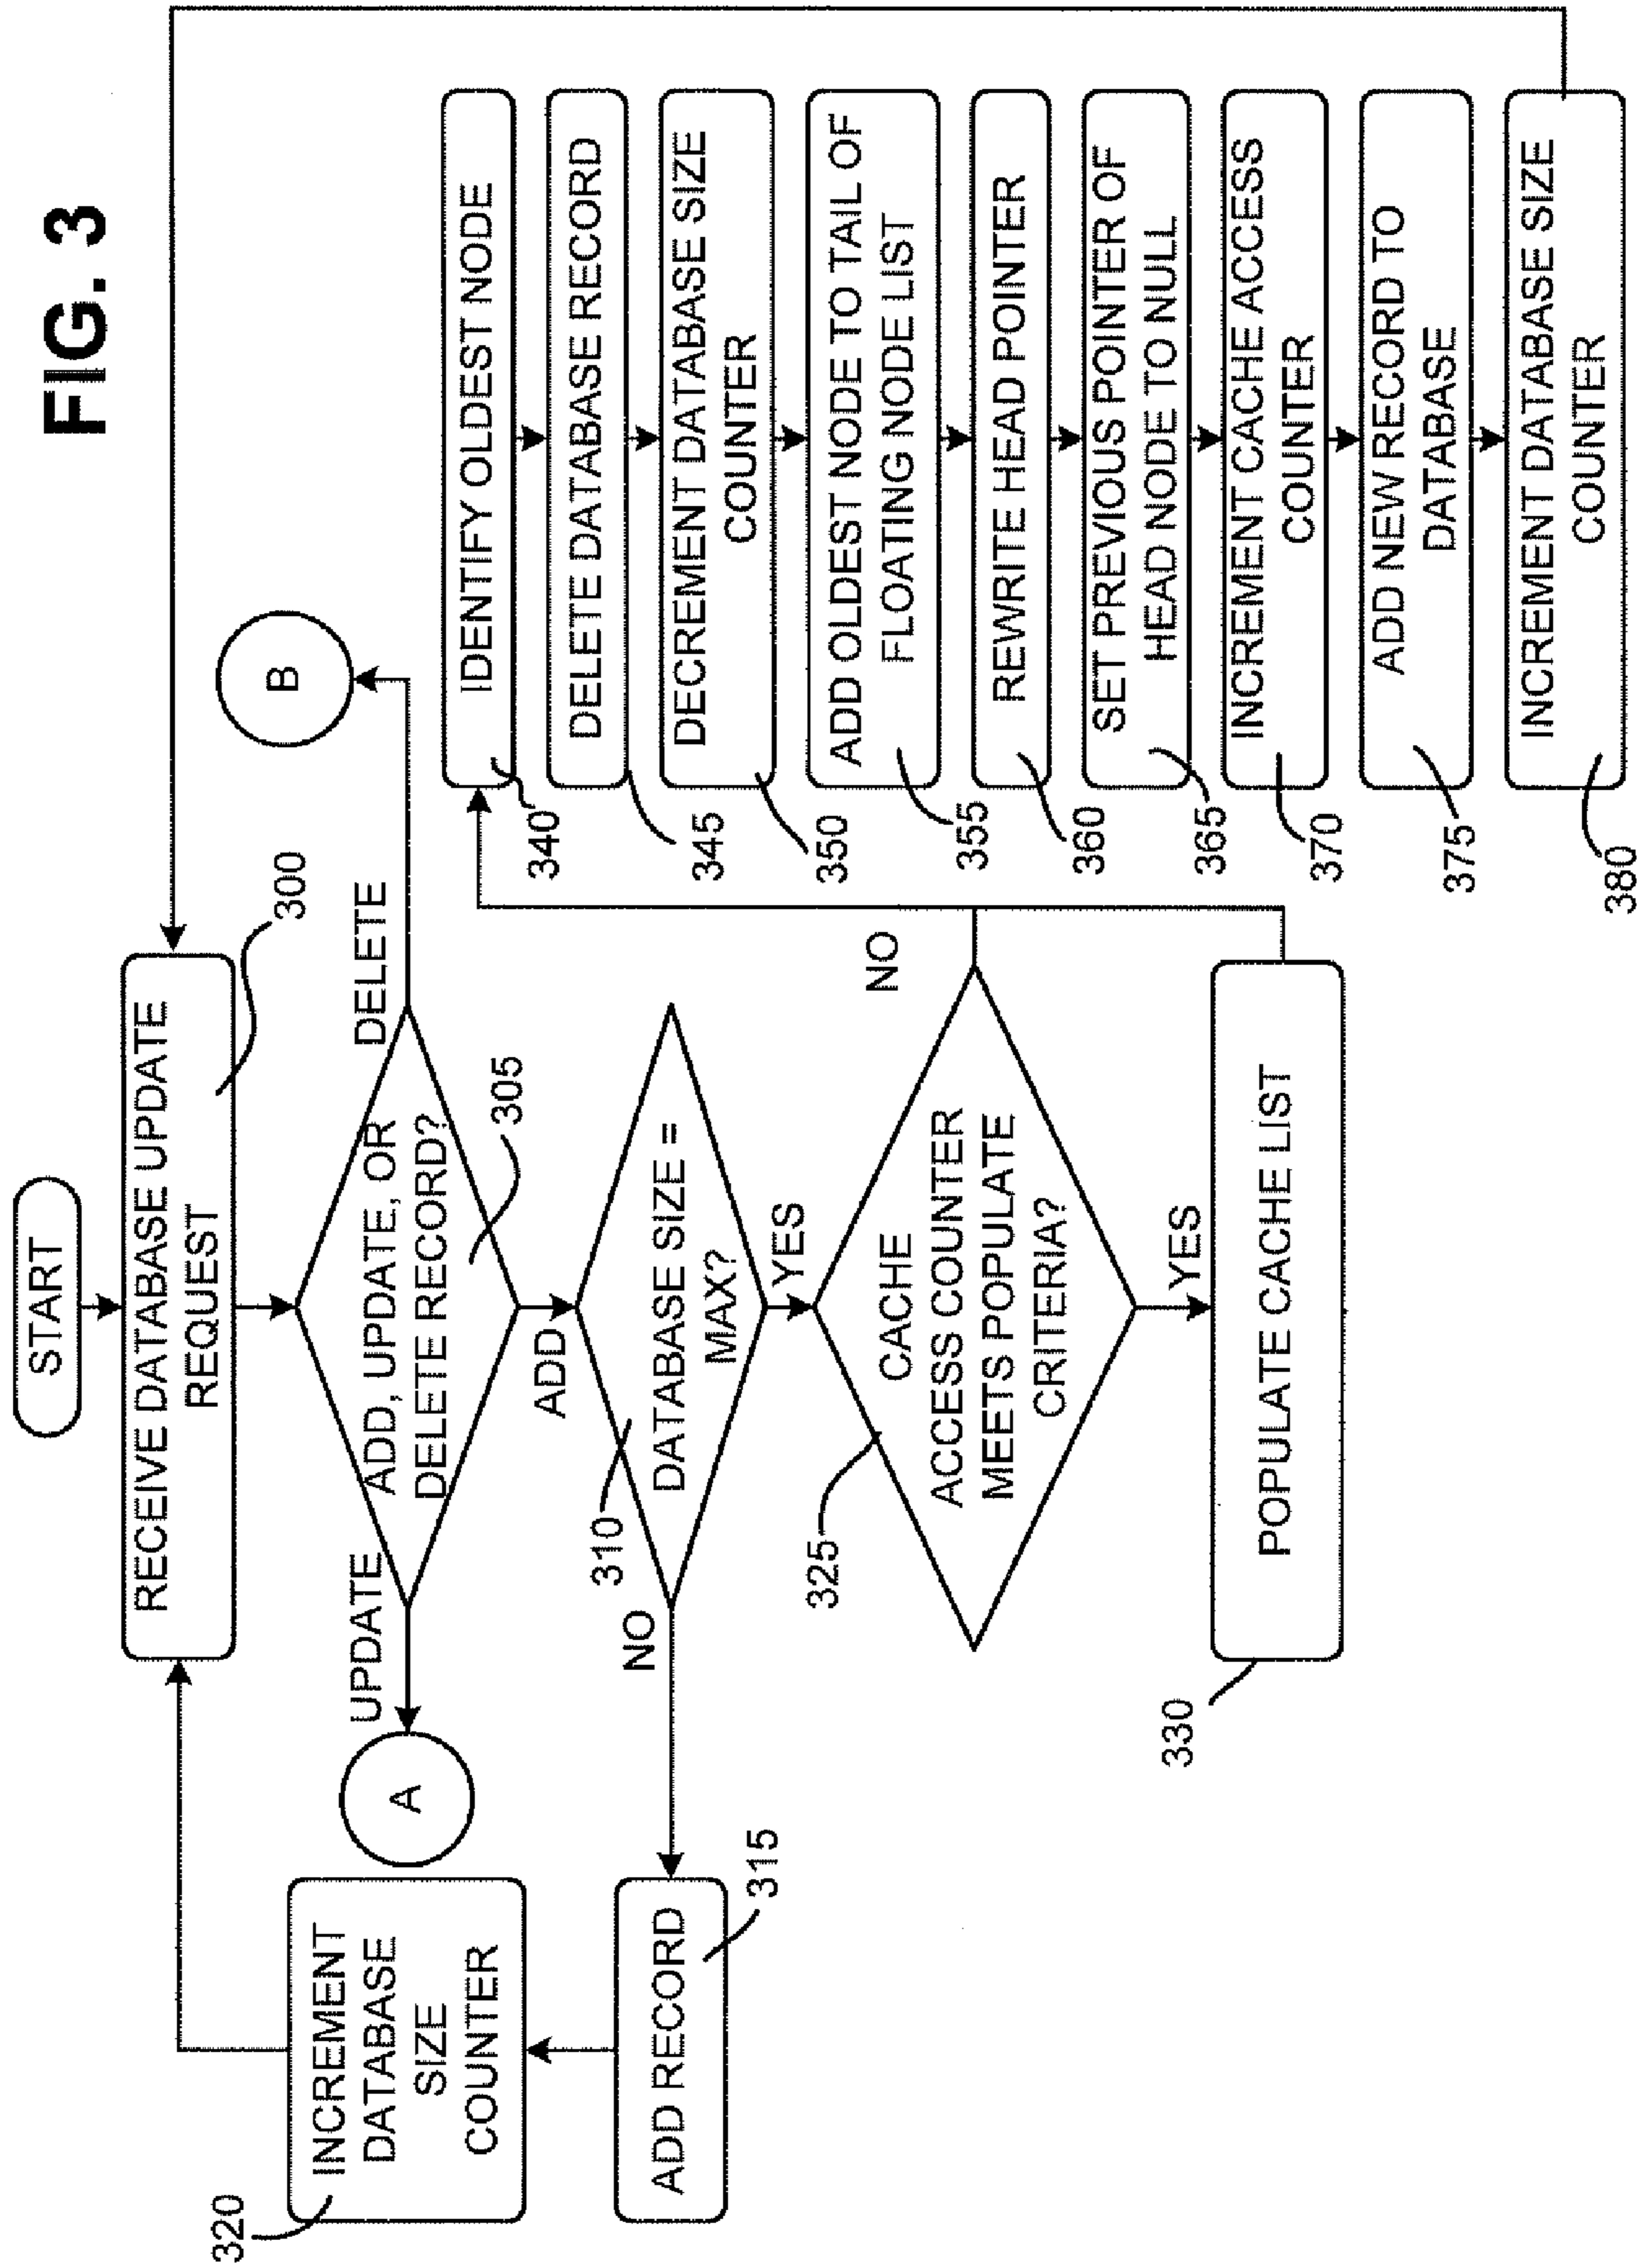 FIG. 3
START
RECEIVE DATABASE UPDATE
REQUEST
300
ADD, UPDATE, OR
DELETE RECORD?
305
UPDATE
DELETE
A
B
ADD
DATABASE SIZE =
MAX?
310
NO
YES
ADD RECORD
315
INCREMENT
DATABASE
SIZE
COUNTER
320
CACHE
ACCESS COUNTER
MEETS POPULATE
CRITERIA?
325
NO
YES
POPULATE CACHE LIST
330
IDENTIFY OLDEST NODE
340
DELETE DATABASE RECORD
345
DECREMENT DATABASE SIZE
COUNTER
350
ADD OLDEST NODE TO TAIL OF
FLOATING NODE LIST
355
REWRITE HEAD POINTER
360
SET PREVIOUS POINTER OF
HEAD NODE TO NULL
365
INCREMENT CACHE ACCESS
COUNTER
370
ADD NEW RECORD TO
DATABASE
375
INCREMENT DATABASE SIZE
COUNTER
380